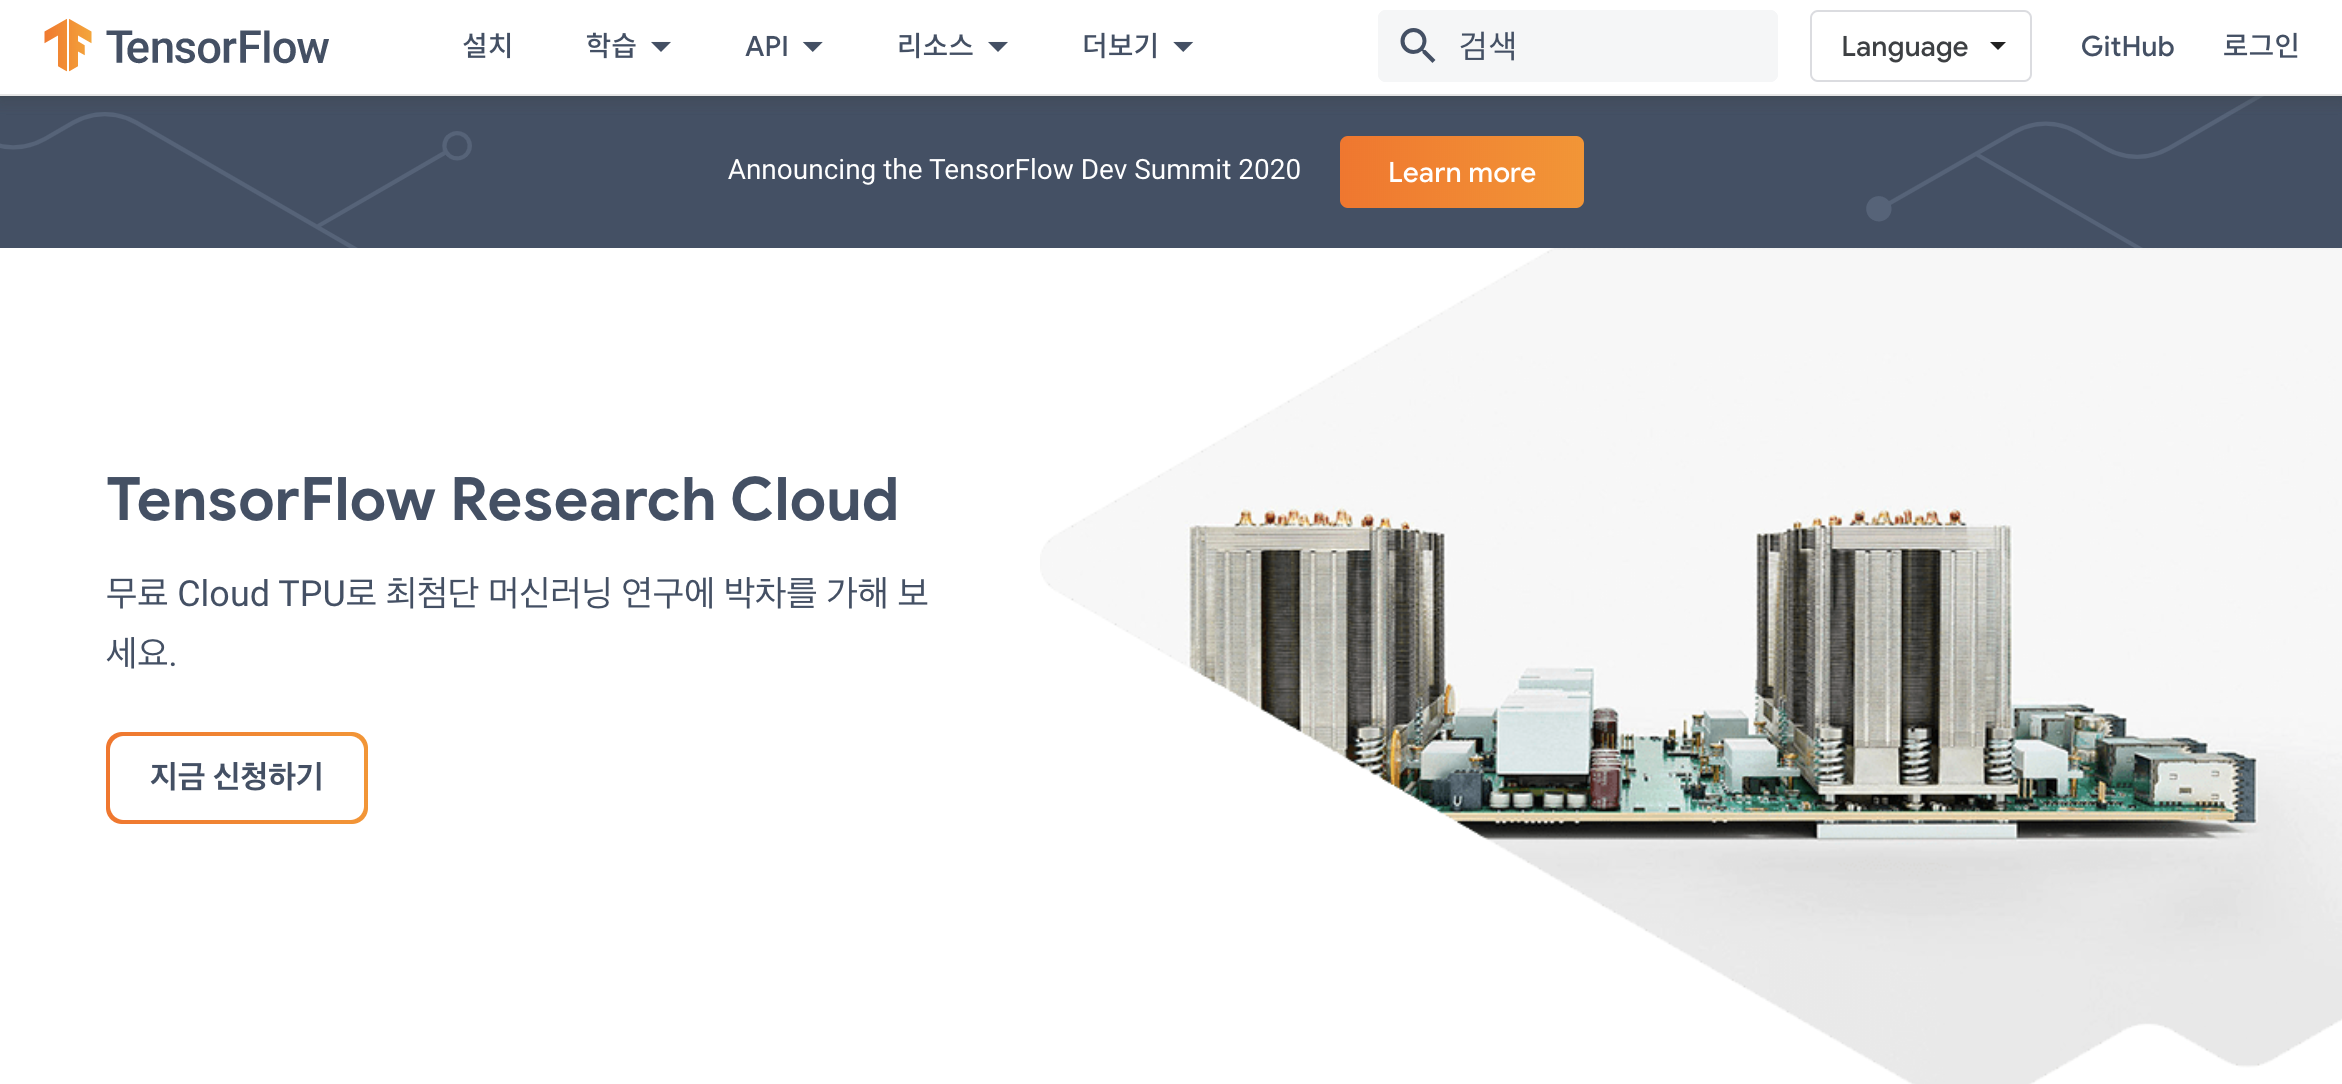 TensorFlow
설치
학습
API
리소스
더보기
검색
Language
GitHub
로그인
Announcing the TensorFlow Dev Summit 2020
Learn more
TensorFlow Research Cloud
무료 Cloud TPU로 최첨단 머신러닝 연구에 박차를 가해 보
세요.
지금 신청하기